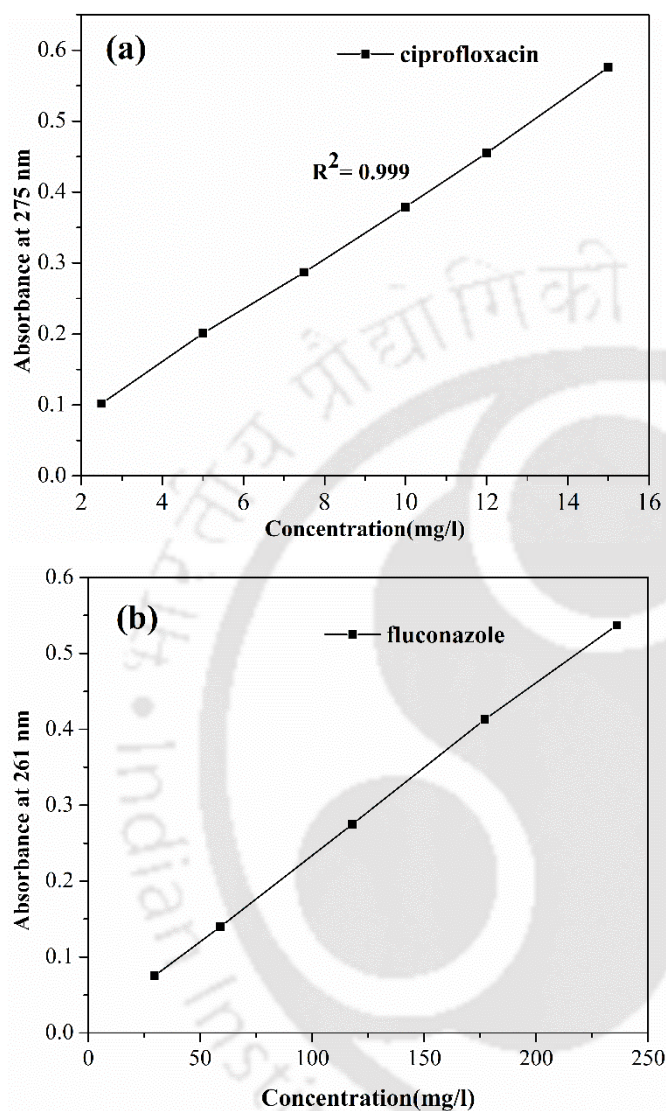 (a)
ciprofloxacin
R²= 0.999
Absorbance at 275 nm
0.6
0.5
0.4
0.3
0.2
0.1
0.0
2 4 6 8 10 12 14 16
Concentration(mg/l)
भारतीय प्रौद्योगिकी
(b)
fluconazole
Absorbance at 261 nm
0.6
0.5
0.4
0.3
0.2
0.1
0.0
0 50 100 150 200 250
Concentration(mg/l)
Indian Insti